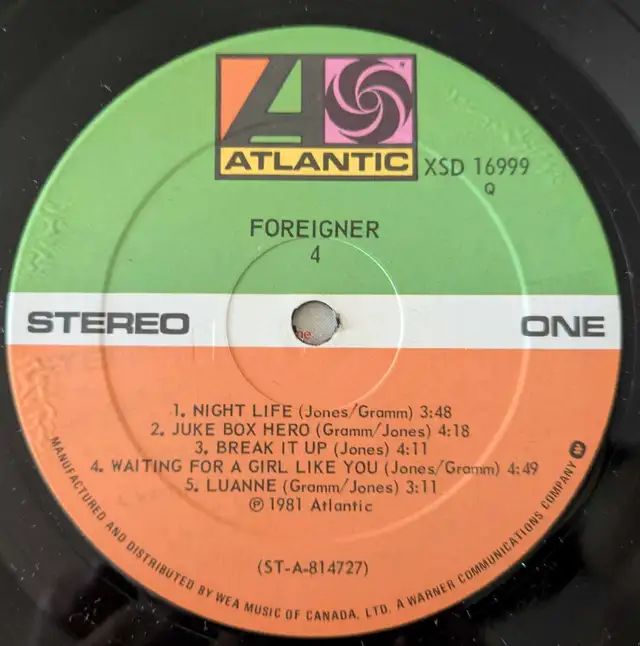 ATLANTIC
XSD 16999
Q
FOREIGNER
4
STEREO
ONE
1. NIGHT LIFE (Jones/Gramm) 3:48
2. JUKE BOX HERO (Gramm/Jones) 4:18
3. BREAK IT UP (Jones) 4:11
4. WAITING FOR A GIRL LIKE YOU (Jones/Gramm) 4:49
5. LUANNE (Gramm/Jones) 3:11
℗ 1981 Atlantic
(ST-A-814727)
MANUFACTURED AND DISTRIBUTED BY WEA MUSIC OF CANADA, LTD. A WARNER COMMUNICATIONS COMPANY